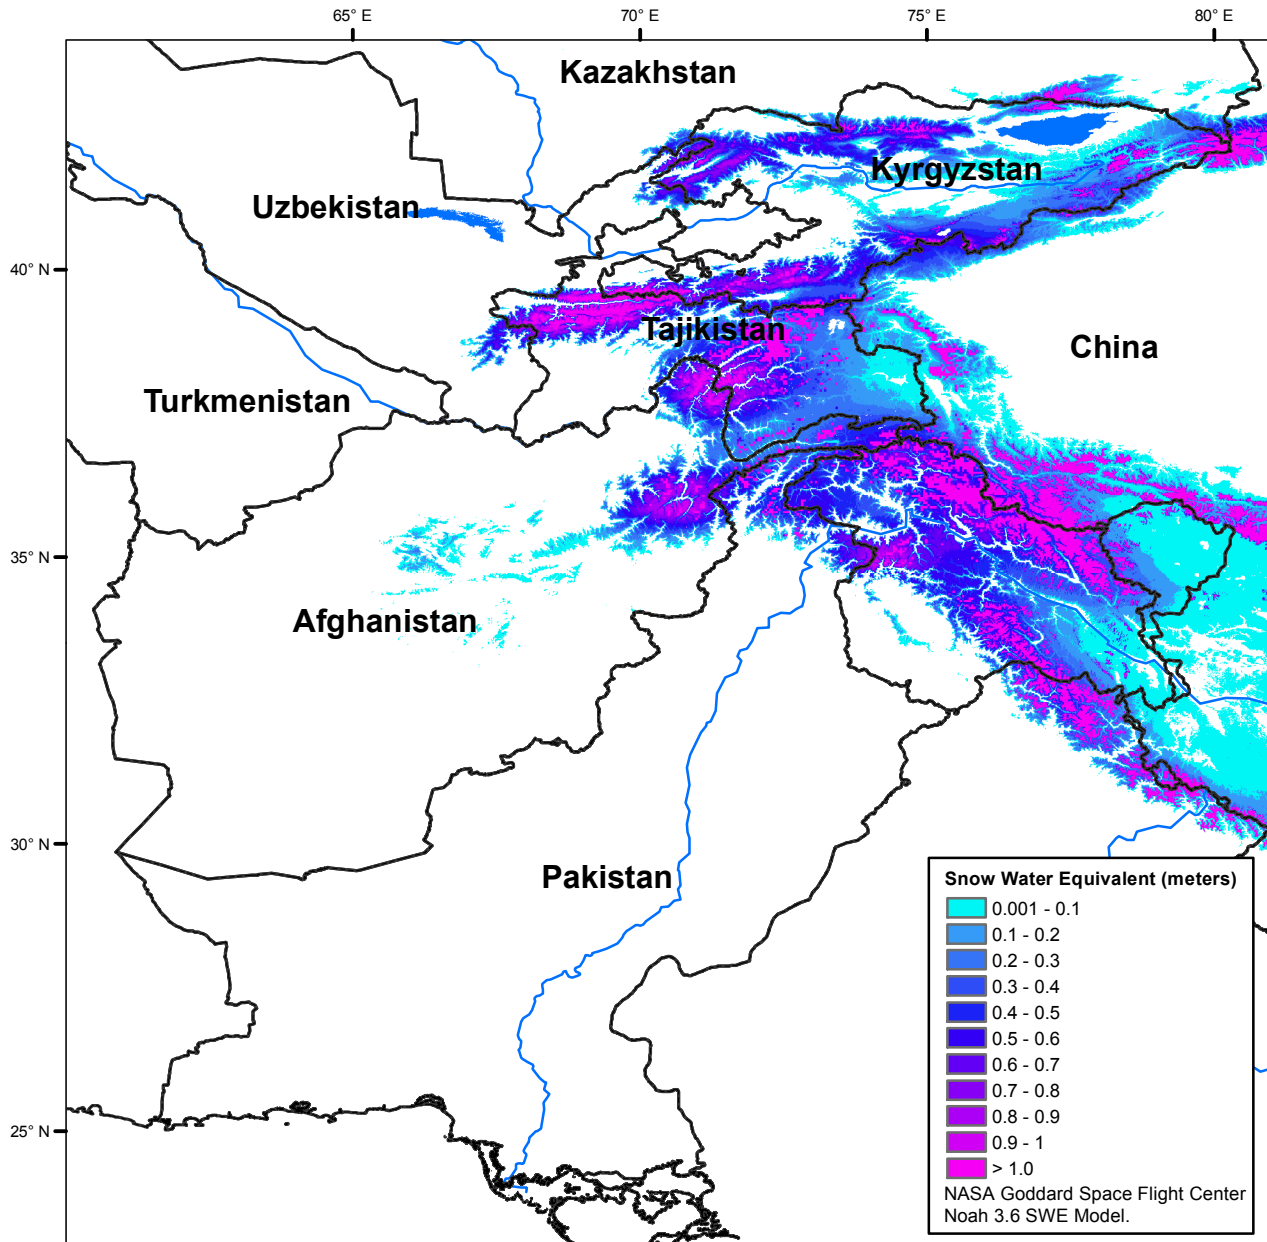 65° E
70° E
75° E
80° E
Kazakhstan
Kyrgyzstan
Uzbekistan
40° N
Tajikistan
China
Turkmenistan
35° N
Afghanistan
30° N
Pakistan
25° N
Snow Water Equivalent (meters)
0.001 - 0.1
0.1 - 0.2
0.2 - 0.3
0.3 - 0.4
0.4 - 0.5
0.5 - 0.6
0.6 - 0.7
0.7 - 0.8
0.8 - 0.9
0.9 - 1
> 1.0
NASA Goddard Space Flight Center
Noah 3.6 SWE Model.